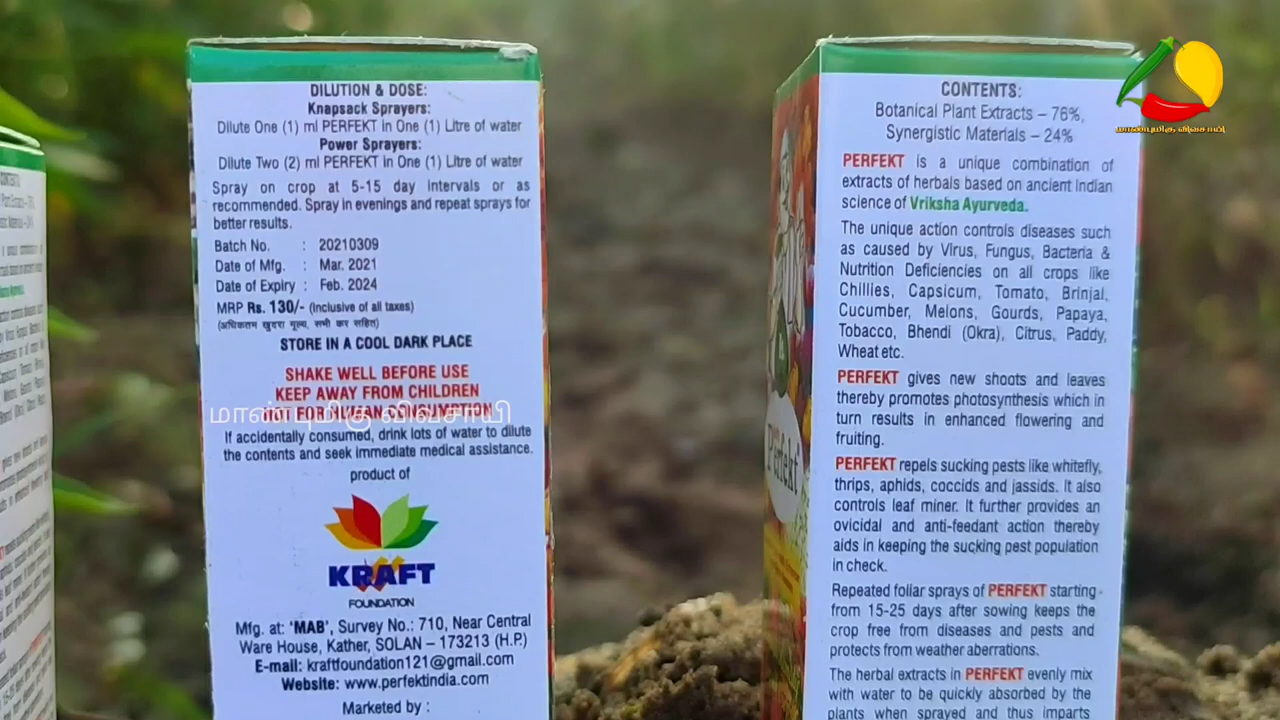 DILUTION & DOSE:
Knapsack Sprayers:
Dilute One (1) ml PERFEKT in One (1) Litre of water
Power Sprayers:
Dilute Two (2) ml PERFEKT in One (1) Litre of water
Spray on crop at 5-15 day intervals or as
recommended. Spray in evenings and repeat sprays for
better results.
Batch No. : 20210309
Date of Mfg. : Mar. 2021
Date of Expiry : Feb. 2024
MRP Rs. 130/- (inclusive of all taxes)
(अधिकतम खुदरा मूल्य, सभी कर सहित)
STORE IN A COOL DARK PLACE
SHAKE WELL BEFORE USE
KEEP AWAY FROM CHILDREN
NOT FOR HUMAN CONSUMPTION
மாண்புமிகு விவசாயி
If accidentally consumed, drink lots of water to dilute
the contents and seek immediate medical assistance.
product of
KRAFT
FOUNDATION
Mfg. at: 'MAB', Survey No.: 710, Near Central
Ware House, Kather, SOLAN – 173213 (H.P.)
E-mail: kraftfoundation121@gmail.com
Website: www.perfektindia.com
Marketed by :
Perfekt
CONTENTS:
Botanical Plant Extracts – 76%,
Synergistic Materials – 24%
PERFEKT is a unique combination of
extracts of herbals based on ancient Indian
science of Vriksha Ayurveda.
The unique action controls diseases such
as caused by Virus, Fungus, Bacteria &
Nutrition Deficiencies on all crops like
Chillies, Capsicum, Tomato, Brinjal,
Cucumber, Melons, Gourds, Papaya,
Tobacco, Bhendi (Okra), Citrus, Paddy,
Wheat etc.
PERFEKT gives new shoots and leaves
thereby promotes photosynthesis which in
turn results in enhanced flowering and
fruiting.
PERFEKT repels sucking pests like whitefly,
thrips, aphids, coccids and jassids. It also
controls leaf miner. It further provides an
ovicidal and anti-feedant action thereby
aids in keeping the sucking pest population
in check.
Repeated foliar sprays of PERFEKT starting
from 15-25 days after sowing keeps the
crop free from diseases and pests and
protects from weather aberrations.
The herbal extracts in PERFEKT evenly mix
with water to be quickly absorbed by the
plants when sprayed and thus imparts
மாண்புமிகு விவசாயி